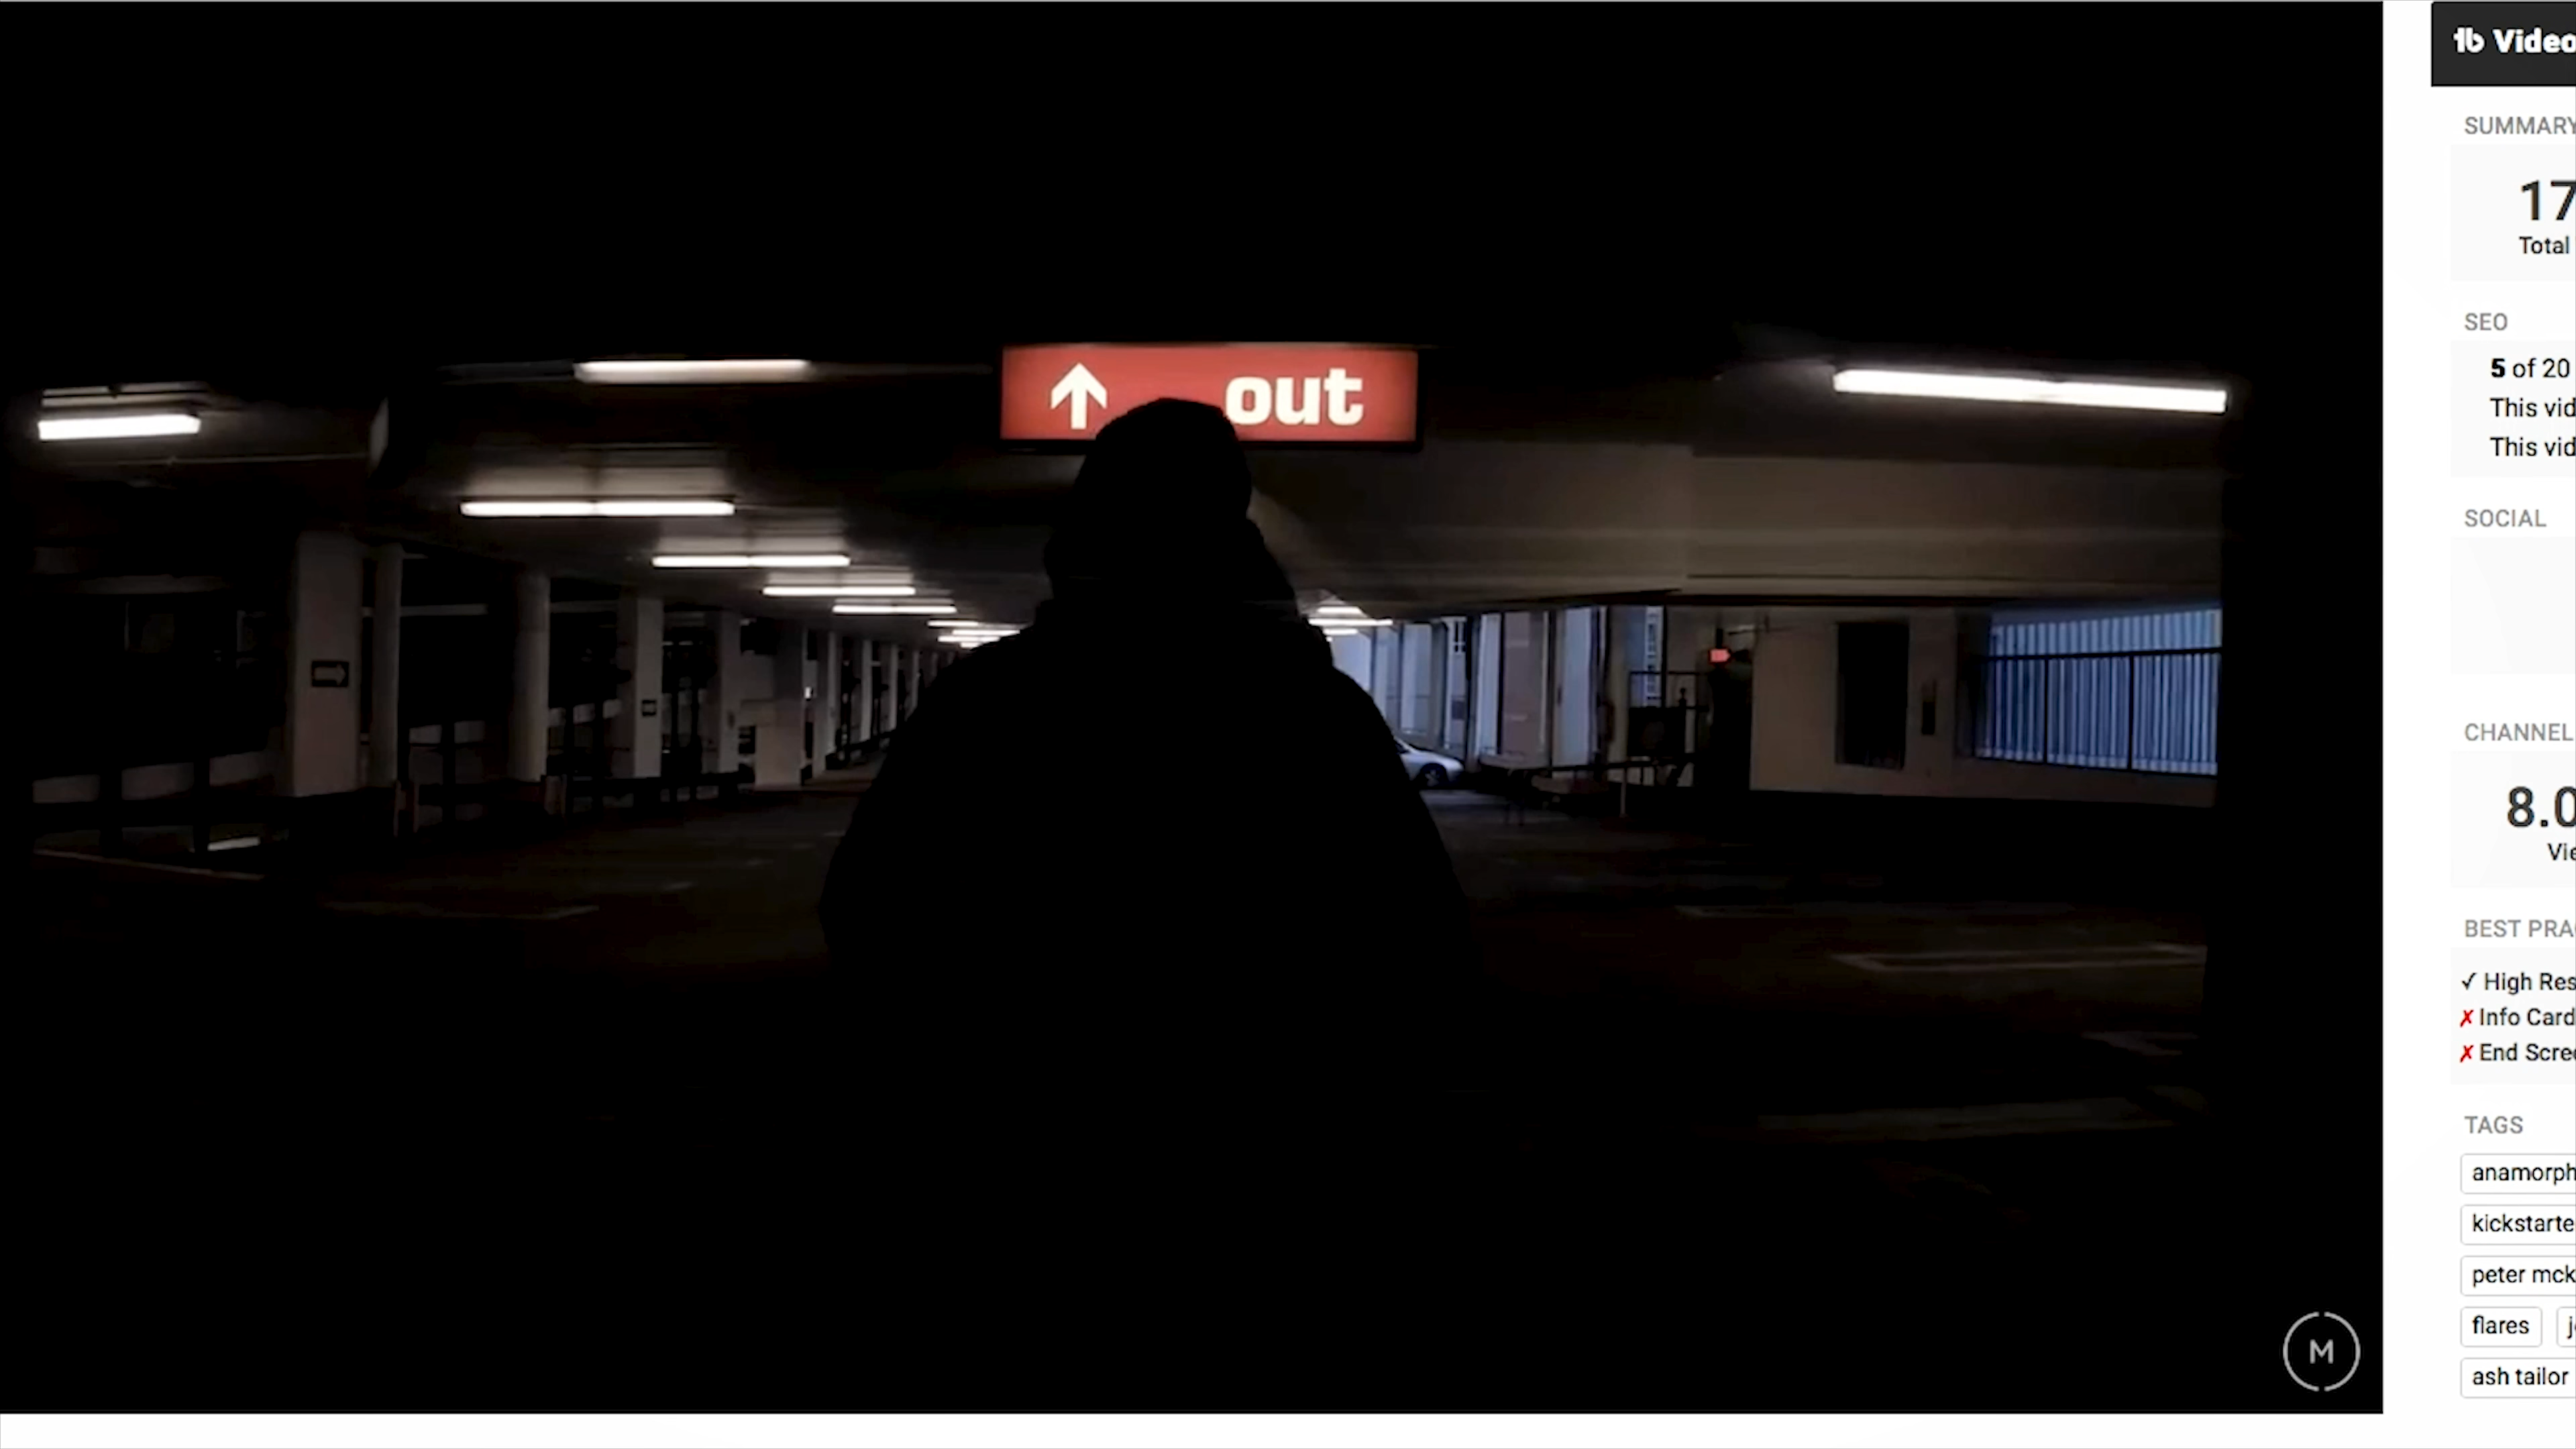 out
M
tb Video
SUMMARY
17
Total
SEO
5 of 20
This vid
This vid
SOCIAL
CHANNEL
8.0
Vie
BEST PRA
✓ High Res
✗ Info Card
✗ End Scre
TAGS
anamorph
kickstarte
peter mck
flares
ash tailor